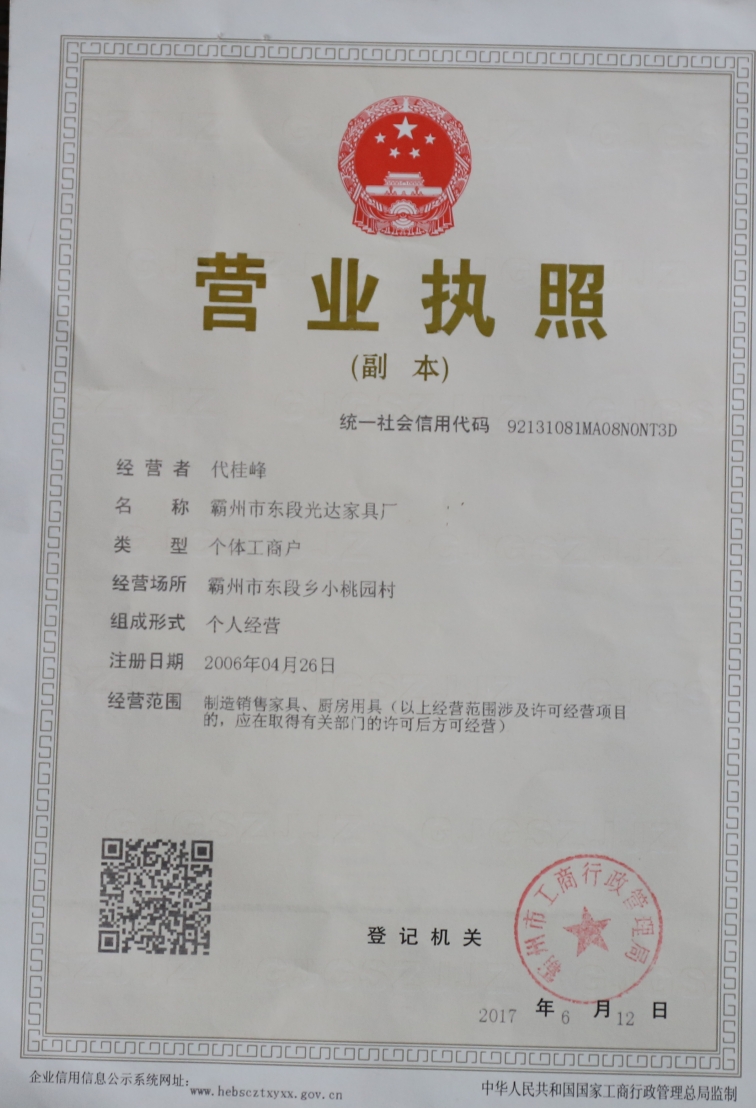 营业执照
(副 本)
统一社会信用代码 92131081MA08N0NT3D
经营者 代桂峰
名称 霸州市东段光达家具厂
类型 个体工商户
经营场所 霸州市东段乡小桃园村
组成形式 个人经营
注册日期 2006年04月26日
经营范围 制造销售家具、厨房用具（以上经营范围涉及许可经营项目
的，应在取得有关部门的许可后方可经营）
霸州市工商行政管理局
登记机关
2017 年 6 月 12 日
企业信用信息公示系统网址: www.hebscztxyxx.gov.cn
中华人民共和国国家工商行政管理总局监制